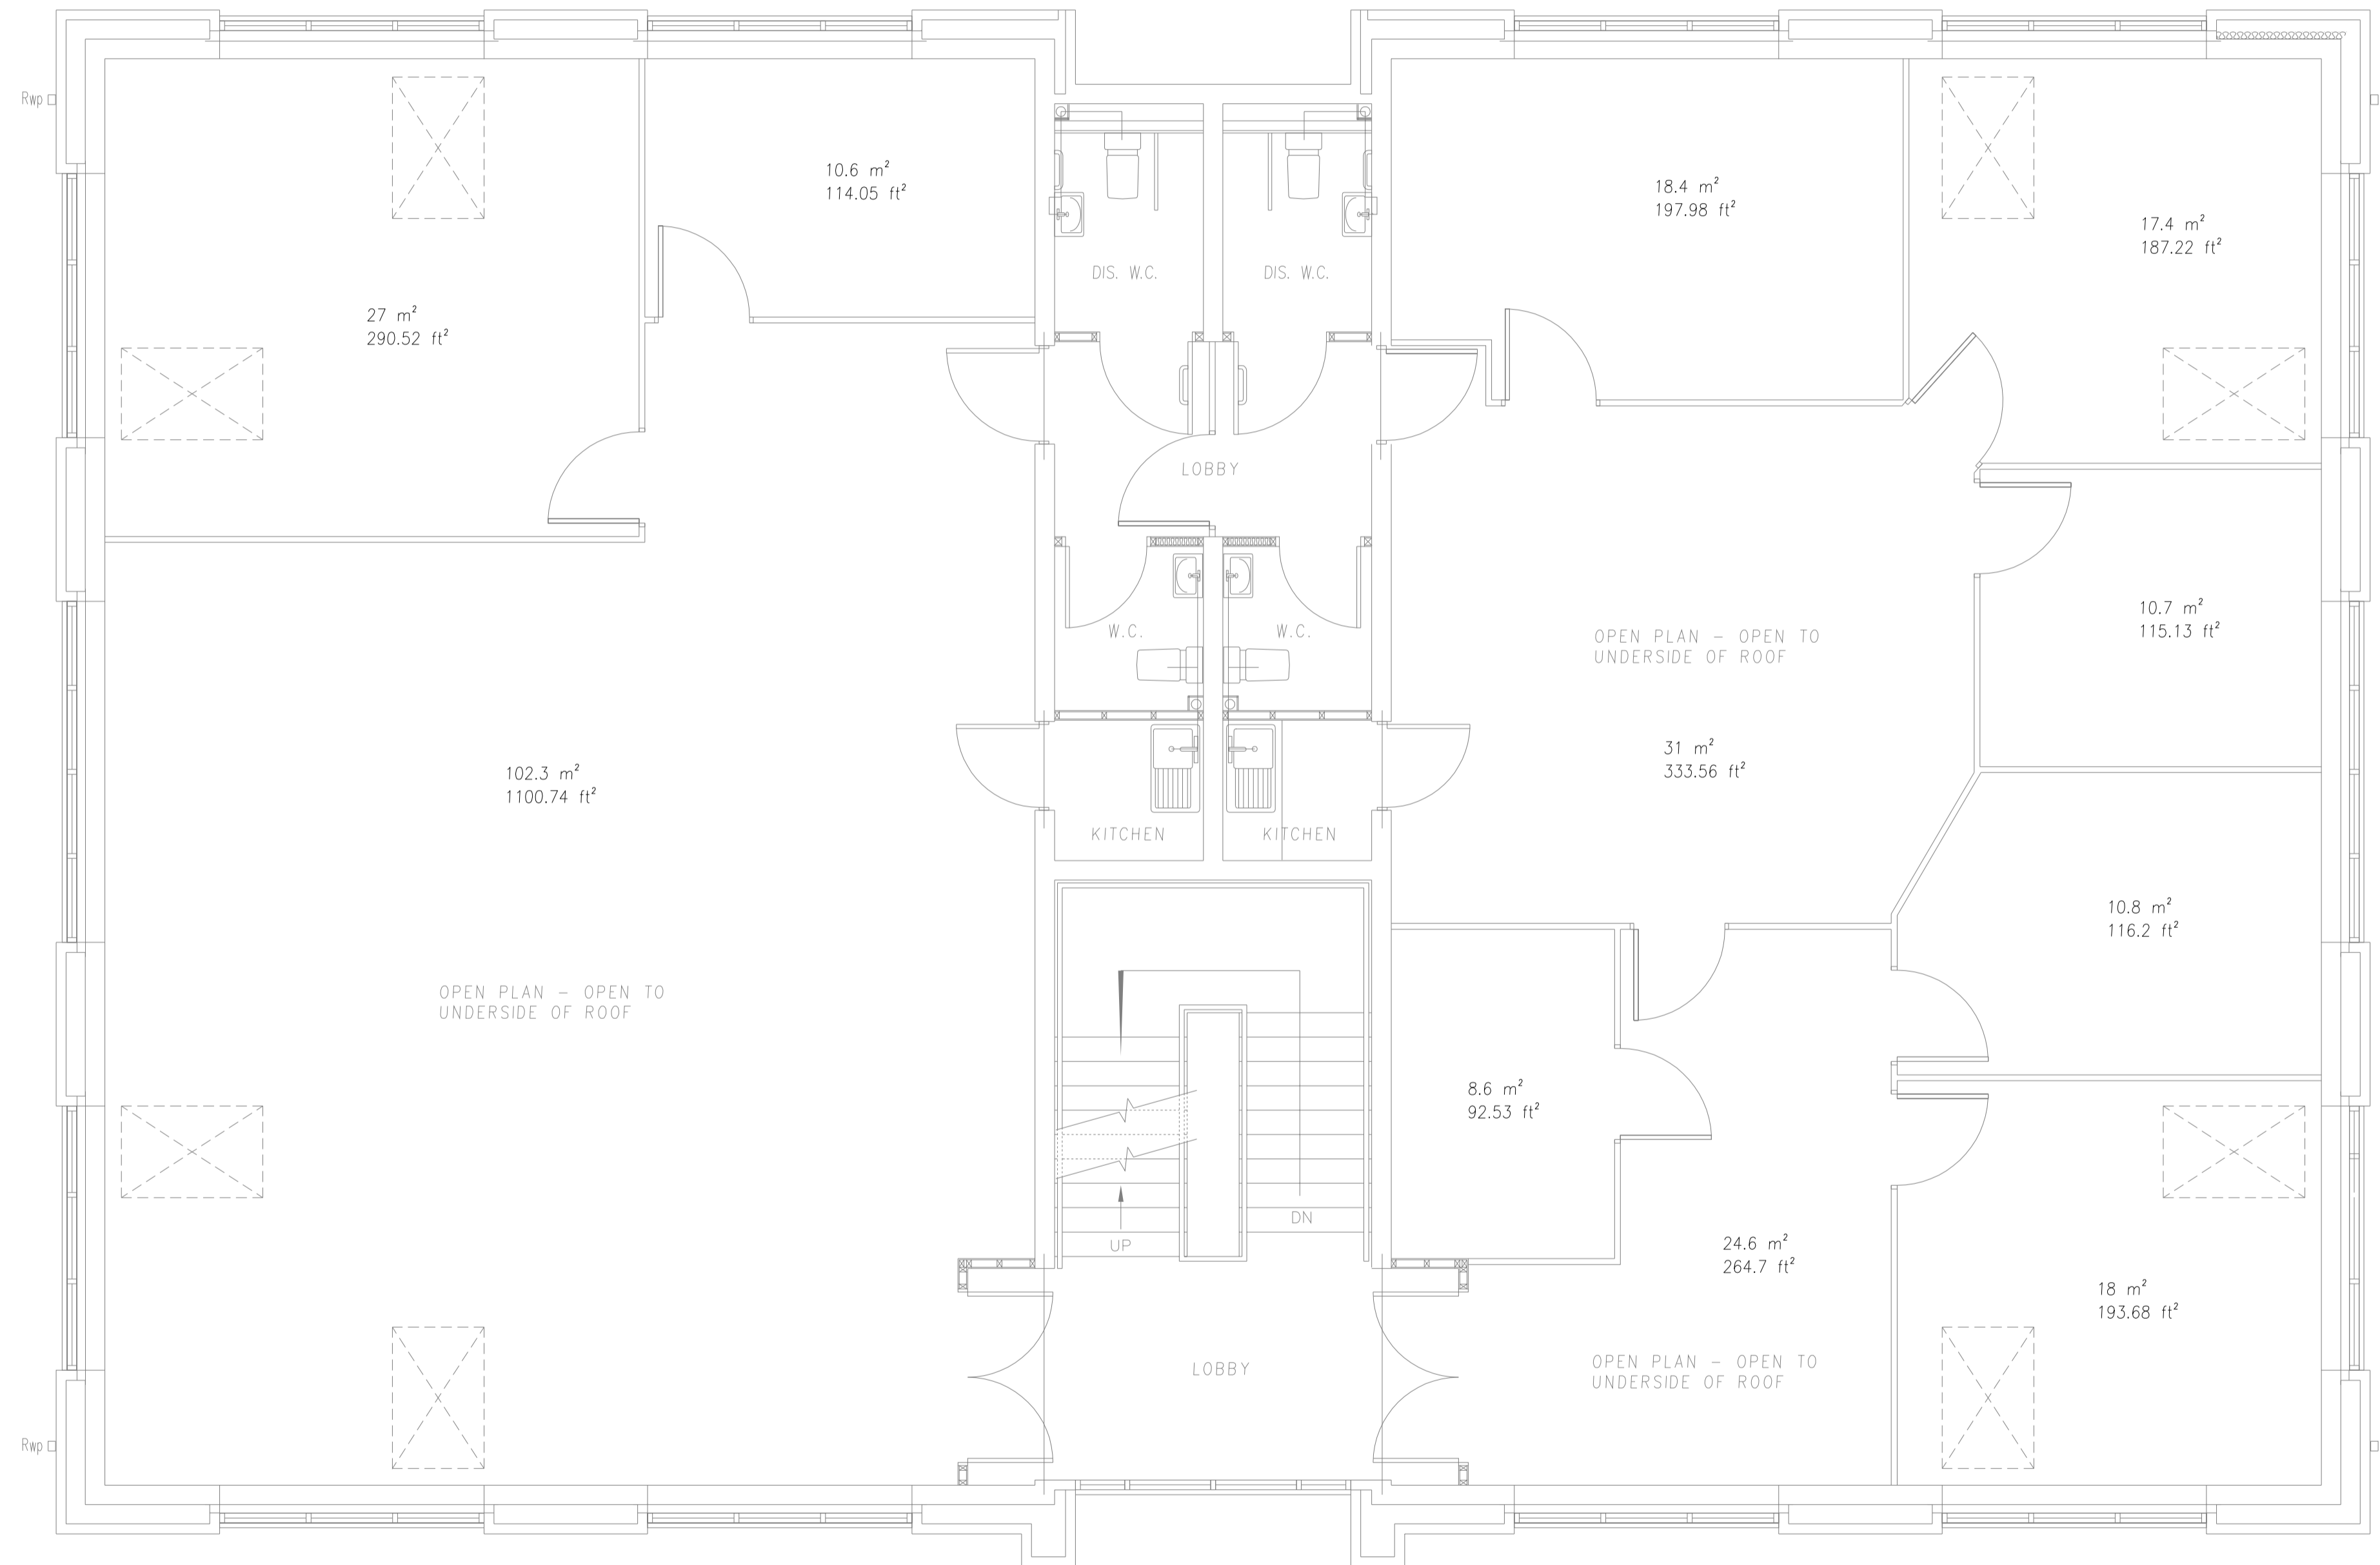 Rwp
10.6 m²
114.05 ft²
18.4 m²
197.98 ft²
17.4 m²
187.22 ft²
DIS. W.C.
DIS. W.C.
27 m²
290.52 ft²
LOBBY
W.C.
W.C.
10.7 m²
115.13 ft²
OPEN PLAN - OPEN TO
UNDERSIDE OF ROOF
31 m²
333.56 ft²
102.3 m²
1100.74 ft²
KITCHEN
KITCHEN
10.8 m²
116.2 ft²
OPEN PLAN - OPEN TO
UNDERSIDE OF ROOF
8.6 m²
92.53 ft²
DN
UP
24.6 m²
264.7 ft²
18 m²
193.68 ft²
LOBBY
OPEN PLAN - OPEN TO
UNDERSIDE OF ROOF
Rwp